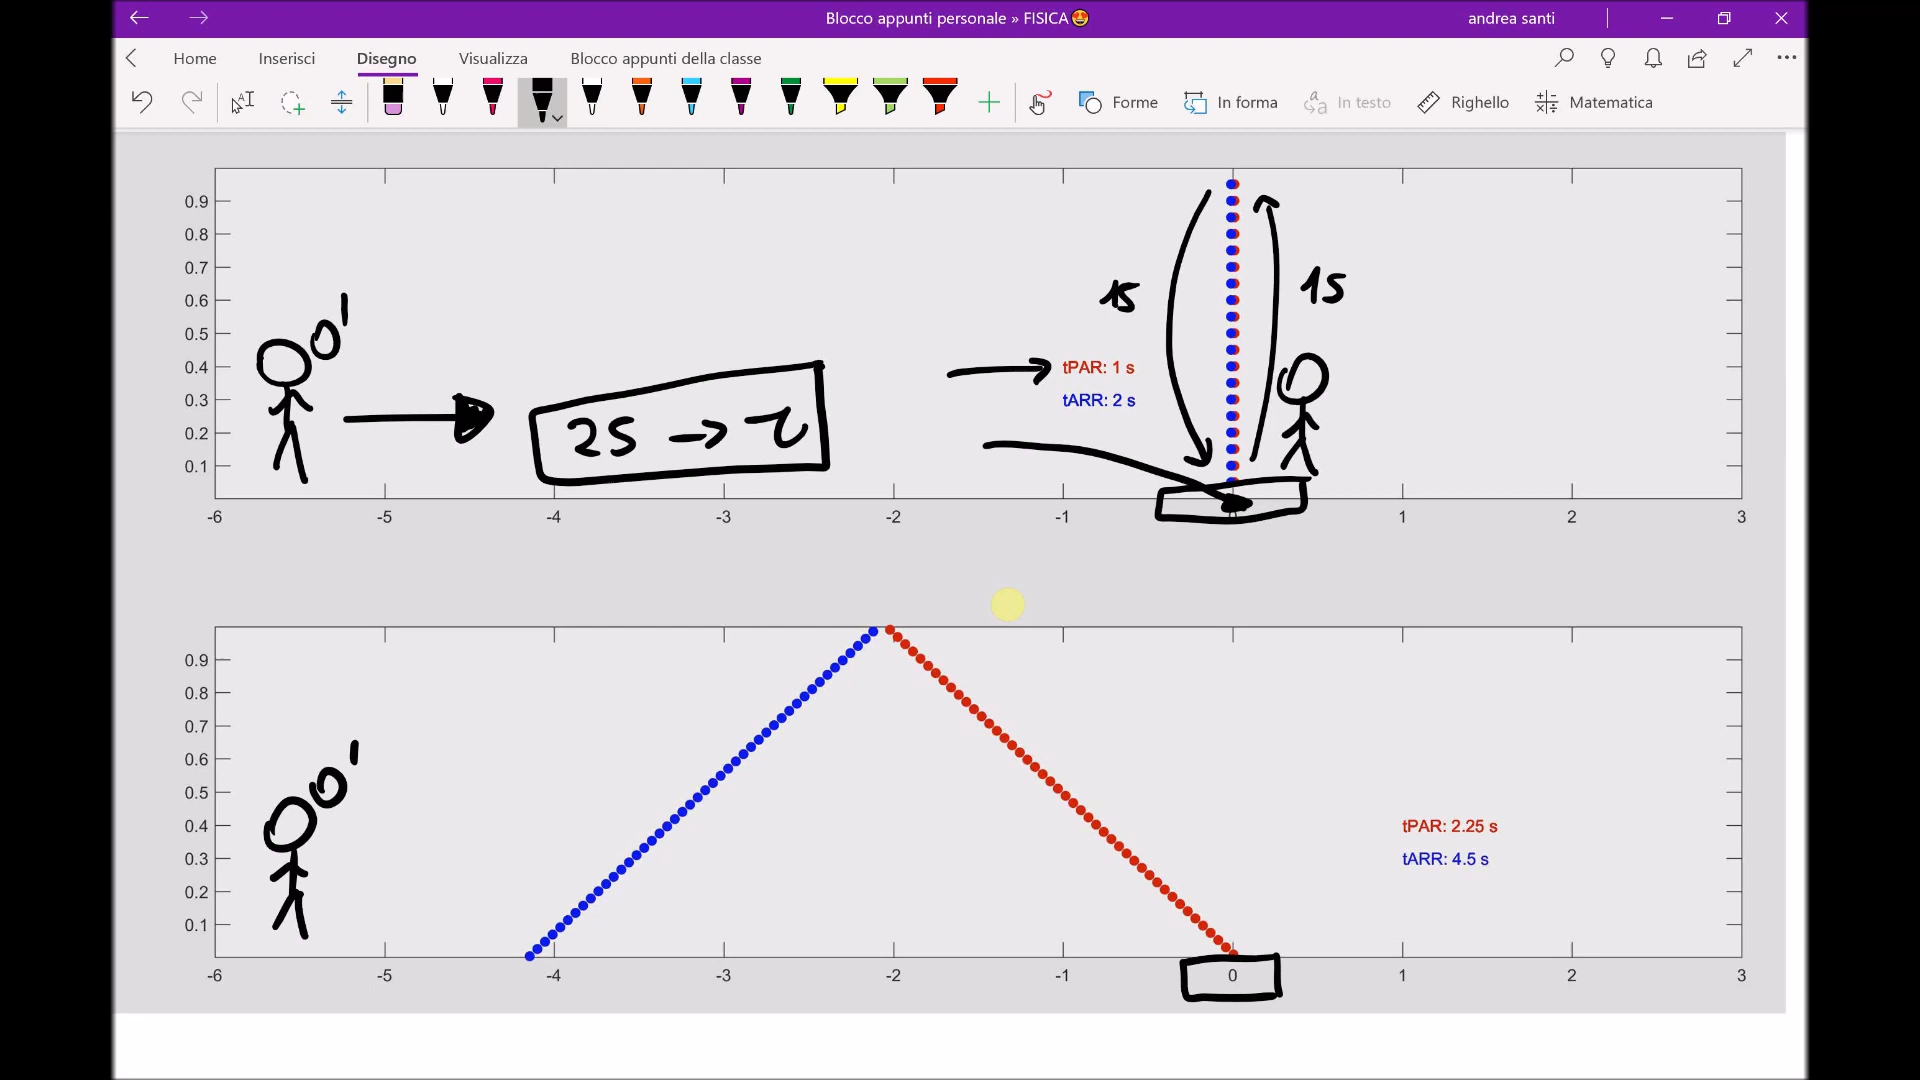 Blocco appunti personale » FISICA😍
andrea santi
Home Inserisci Disegno Visualizza Blocco appunti della classe
Forme In forma In testo Righello Matematica
0.9
0.8
0.7
0.6
0.5
0.4
0.3
0.2
0.1
-6 -5 -4 -3 -2 -1 0 1 2 3
O'
2S → τ
1S
1S
tPAR: 1 s
tARR: 2 s
0.9
0.8
0.7
0.6
0.5
0.4
0.3
0.2
0.1
-6 -5 -4 -3 -2 -1 0 1 2 3
O'
tPAR: 2.25 s
tARR: 4.5 s